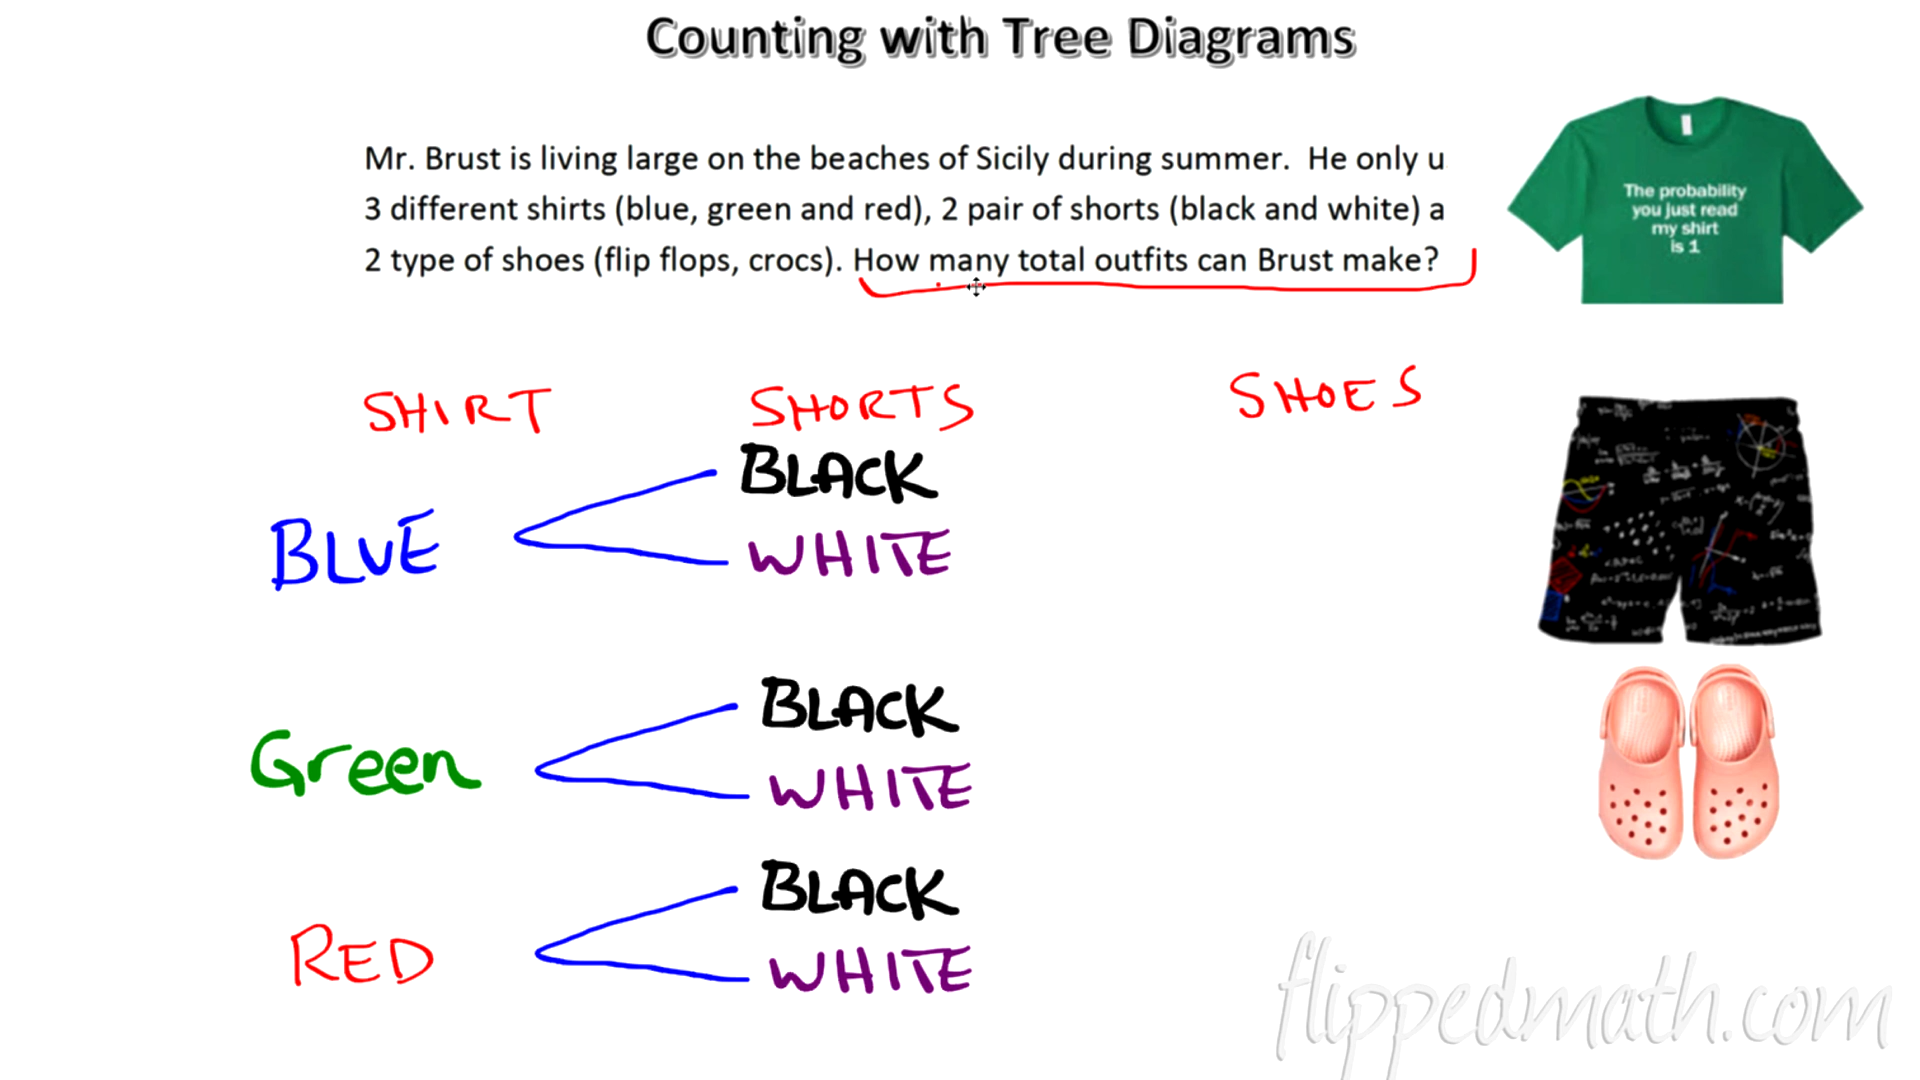 Counting with Tree Diagrams
Mr. Brust is living large on the beaches of Sicily during summer. He only u
3 different shirts (blue, green and red), 2 pair of shorts (black and white) a
2 type of shoes (flip flops, crocs). How many total outfits can Brust make?
The probability
you just read
my shirt
is 1
SHIRT SHORTS SHOES
BLACK
BLUE
WHITE
BLACK
Green
WHITE
BLACK
RED
WHITE
flippedmath.com